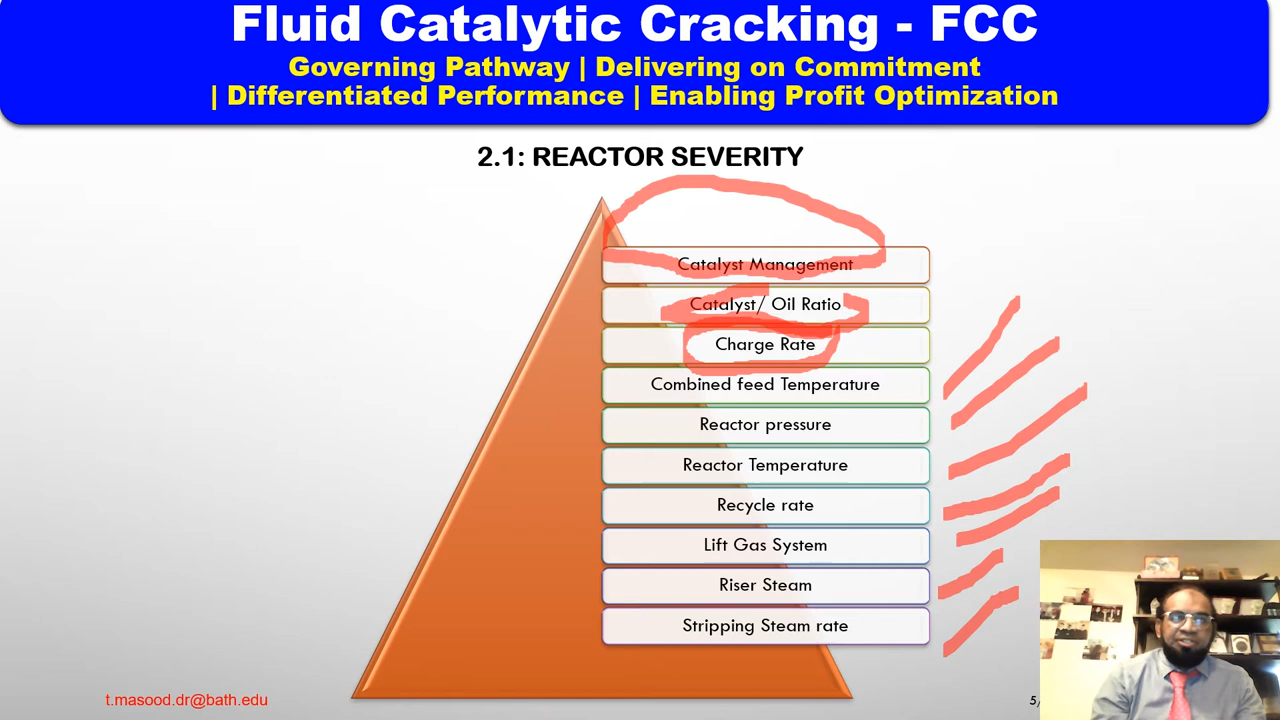 Fluid Catalytic Cracking - FCC
Governing Pathway | Delivering on Commitment
| Differentiated Performance | Enabling Profit Optimization
2.1: REACTOR SEVERITY
Catalyst Management
Catalyst/ Oil Ratio
Charge Rate
Combined feed Temperature
Reactor pressure
Reactor Temperature
Recycle rate
Lift Gas System
Riser Steam
Stripping Steam rate
t.masood.dr@bath.edu
5/